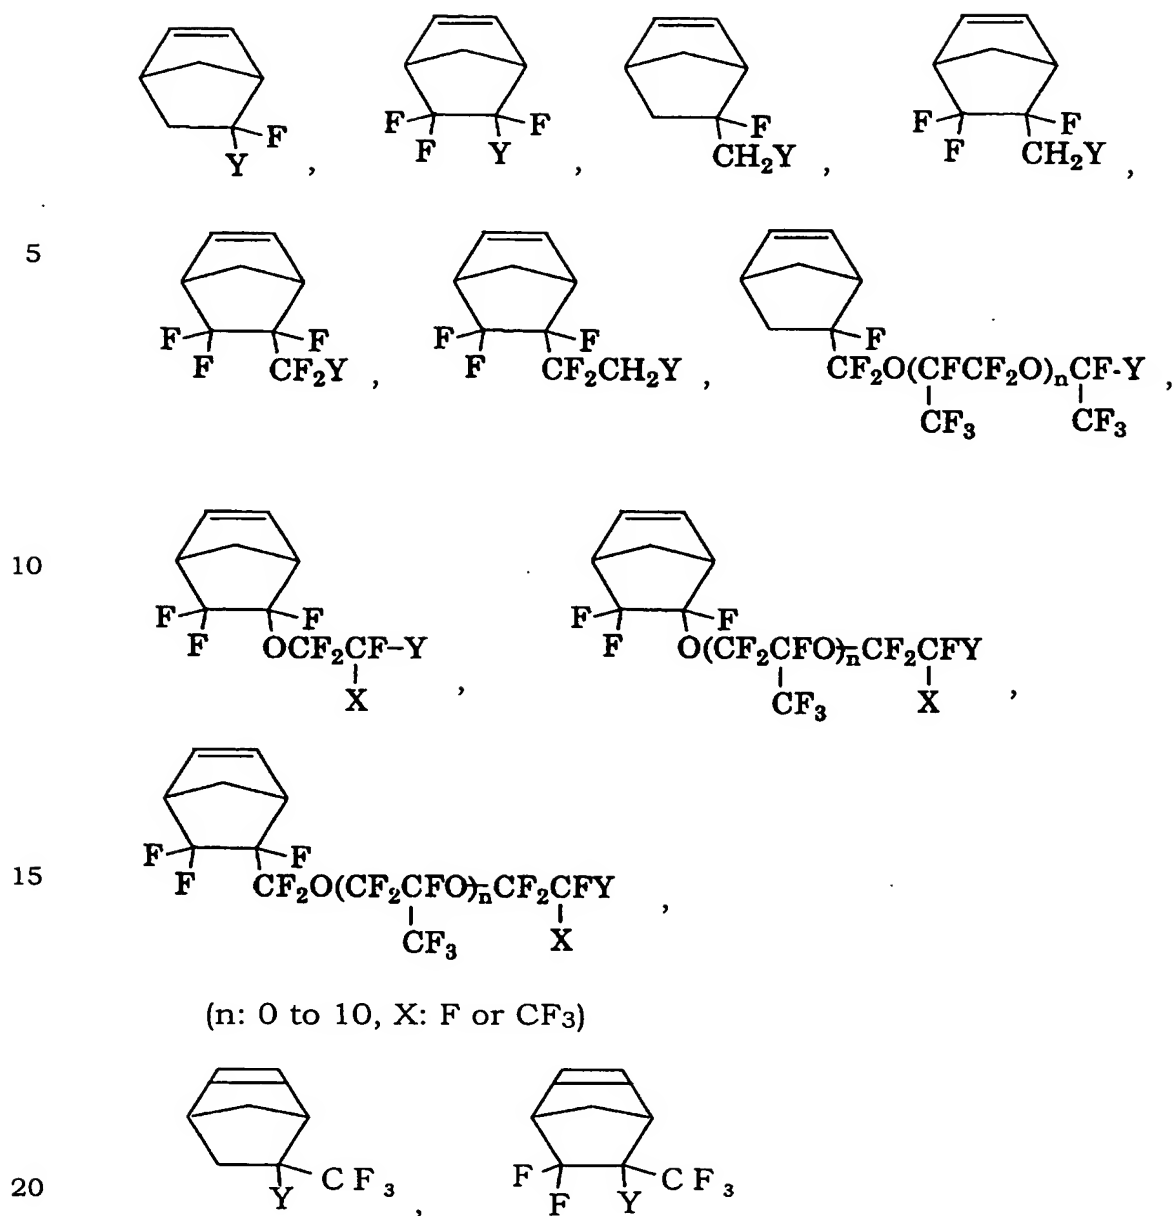 F Y , F F Y F , F CH₂Y , F F F CH₂Y ,
5
F F F CF₂Y , F F F CF₂CH₂Y , F CF₂O(CFCF₂O)ₙCF-Y ,
CF₃ CF₃
10
F F F OCF₂CF-Y X , F F F O(CF₂CFO)ₙCF₂CFY CF₃ X ,
15
F F F CF₂O(CF₂CFO)ₙCF₂CFY ,
CF₃ X
(n: 0 to 10, X: F or CF₃)
20
Y CF₃ , F F Y CF₃